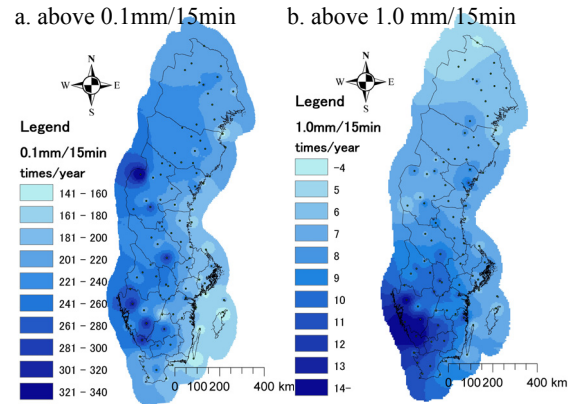 a. above 0.1mm/15min
N
W E
S
Legend
0.1mm/15min
times/year
141 - 160
161 - 180
181 - 200
201 - 220
221 - 240
241 - 260
261 - 280
281 - 300
301 - 320
321 - 340
0 100 200 400 km
b. above 1.0 mm/15min
N
W E
S
Legend
1.0mm/15min
times/year
-4
5
6
7
8
9
10
11
12
13
14-
0 100 200 400 km